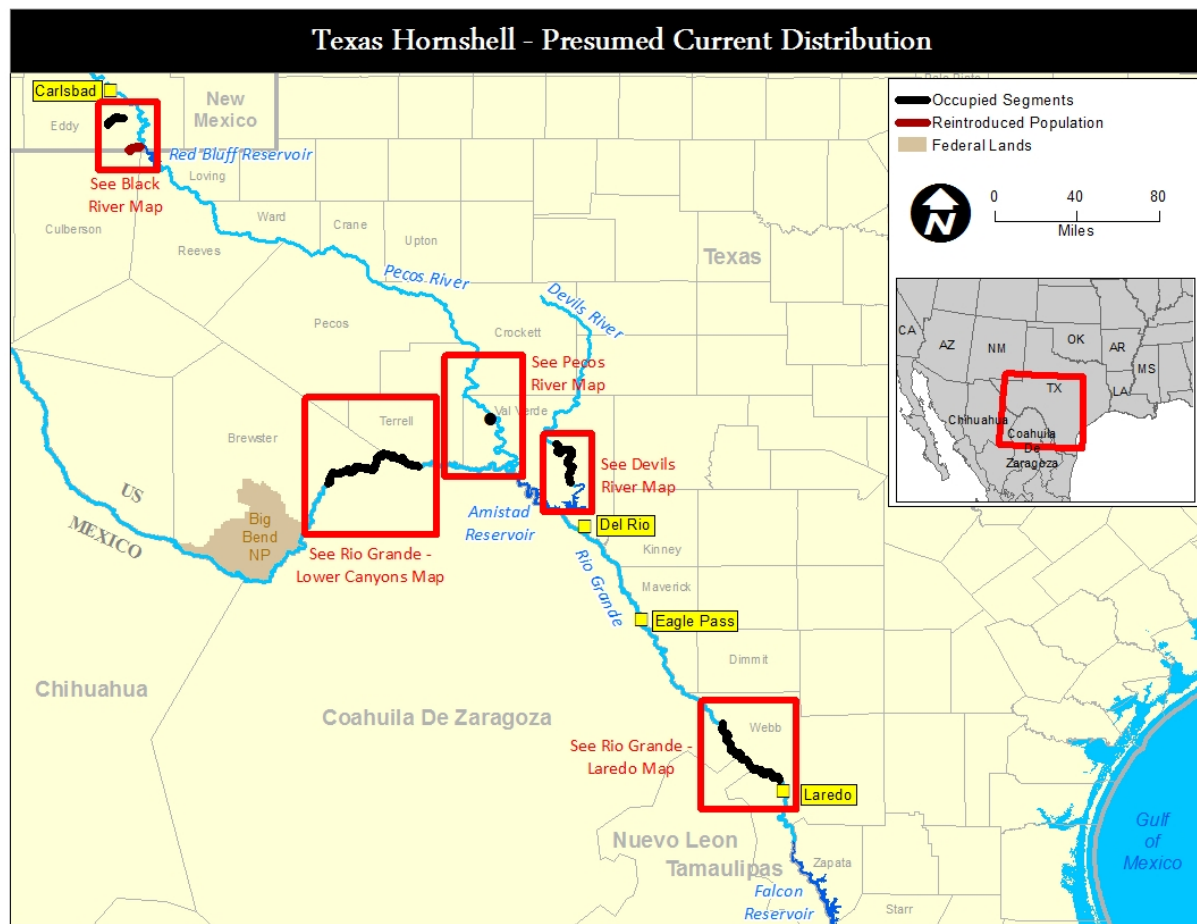 Texas Hornshell - Presumed Current Distribution
Carlsbad
New
Mexico
Eddy
Red Bluff Reservoir
See Black
River Map
Loving
Culberson
Reeves
Ward
Crane
Upton
Pecos River
Texas
Devils River
Pecos
Crockett
See Pecos
River Map
Val Verde
Terrell
Brewster
See Devils
River Map
US
MEXICO
Big
Bend
NP
Amistad
Reservoir
Del Rio
See Rio Grande -
Lower Canyons Map
Kinney
Rio Grande
Maverick
Eagle Pass
Dimmit
Chihuahua
Coahuila De Zaragoza
Webb
See Rio Grande -
Laredo Map
Laredo
Nuevo Leon
Tamaulipas
Zapata
Falcon
Reservoir
Starr
Gulf
of
Mexico
Occupied Segments
Reintroduced Population
Federal Lands
N
0 40 80
Miles
CA
AZ
NM
OK
AR
MS
TX
LA
Chihuahua
Coahuila
De
Zaragoza